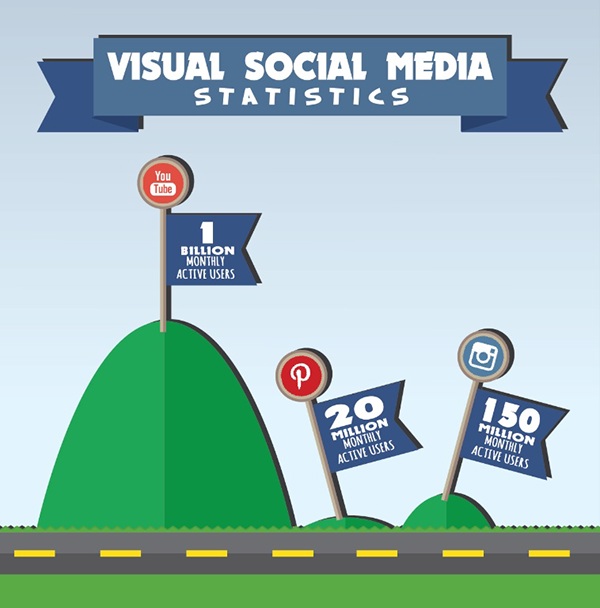 VISUAL SOCIAL MEDIA
STATISTICS
You
Tube
1
BILLION
MONTHLY
ACTIVE USERS
20
MILLION
MONTHLY
ACTIVE USERS
150
MILLION
MONTHLY
ACTIVE USERS